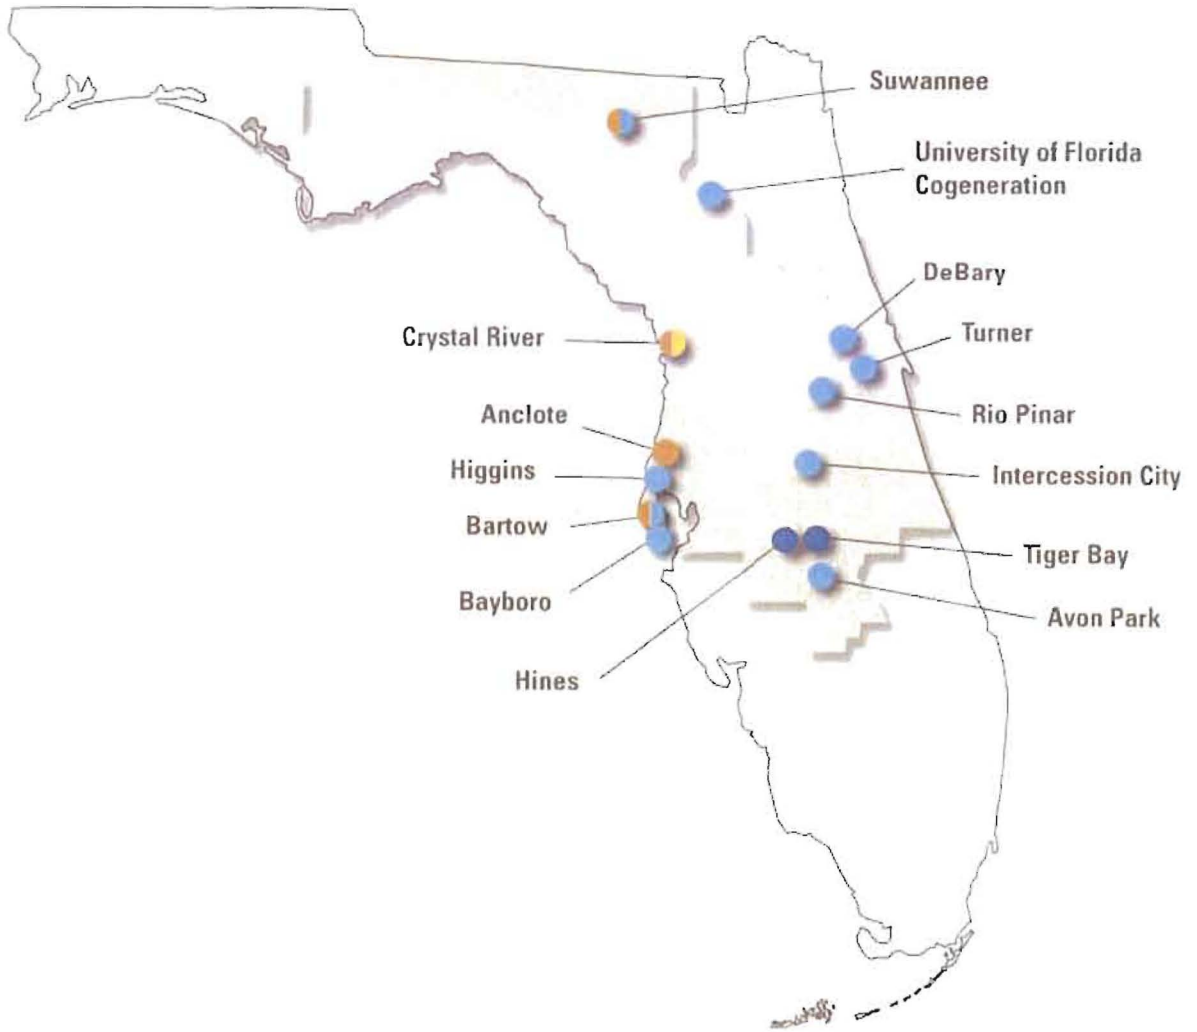 Suwannee
University of Florida
Cogeneration
DeBary
Crystal River
Turner
Anclote
Rio Pinar
Higgins
Intercession City
Bartow
Tiger Bay
Bayboro
Avon Park
Hines